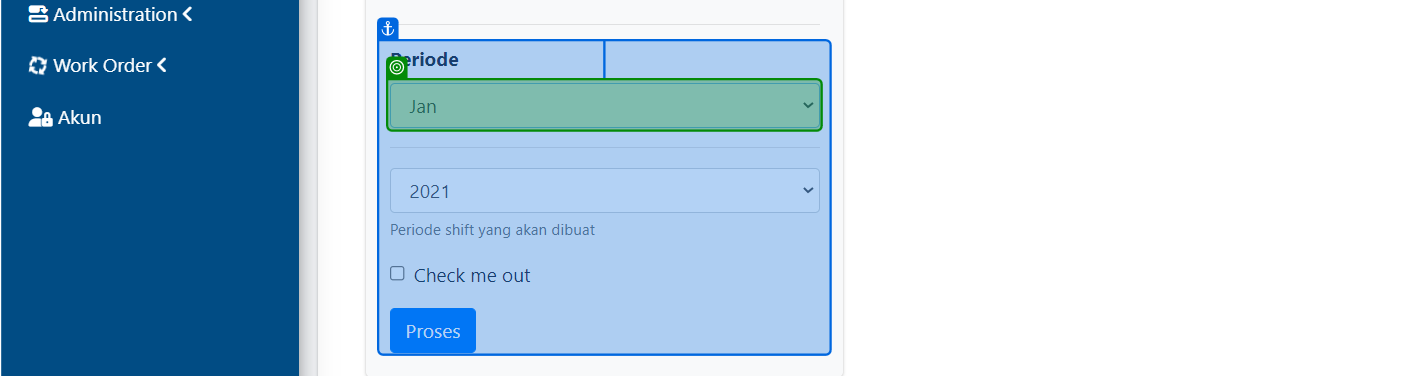 Administration
Work Order
Akun
Periode
Jan
2021
Periode shift yang akan dibuat
Check me out
Proses